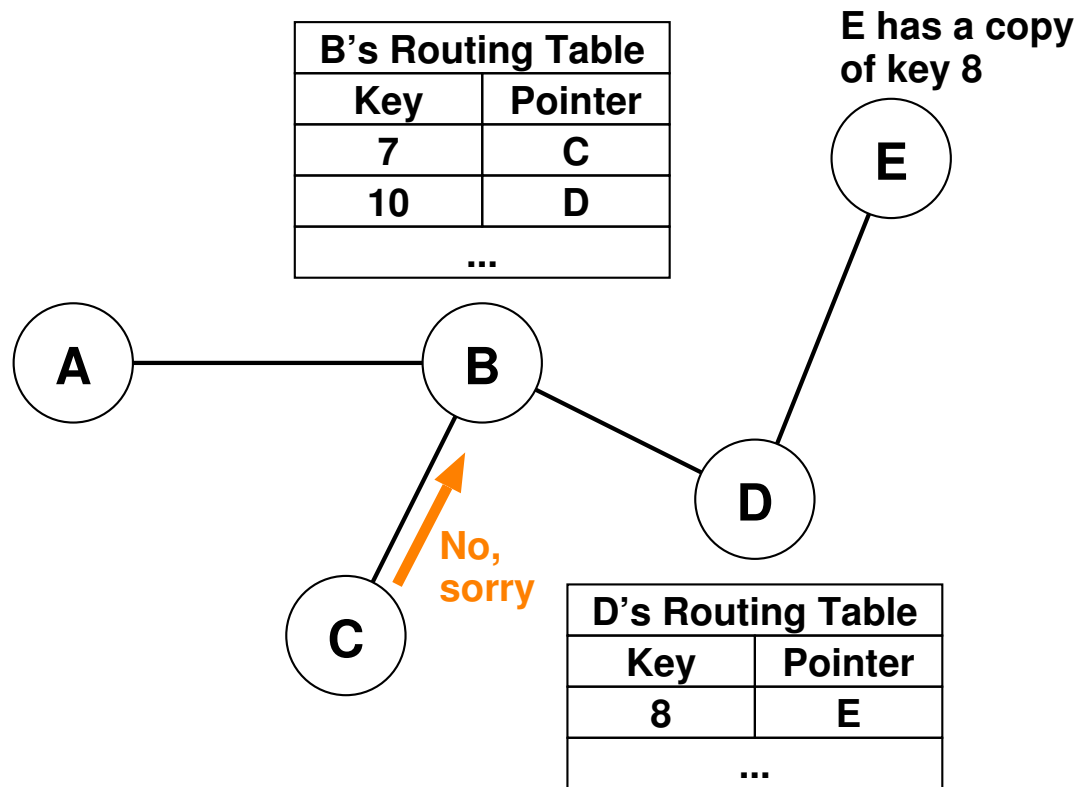 E has a copy
of key 8
B’s Routing Table
Key Pointer
7 C
10 D
...
E
A
B
D
No,
sorry
C
D’s Routing Table
Key Pointer
8 E
...